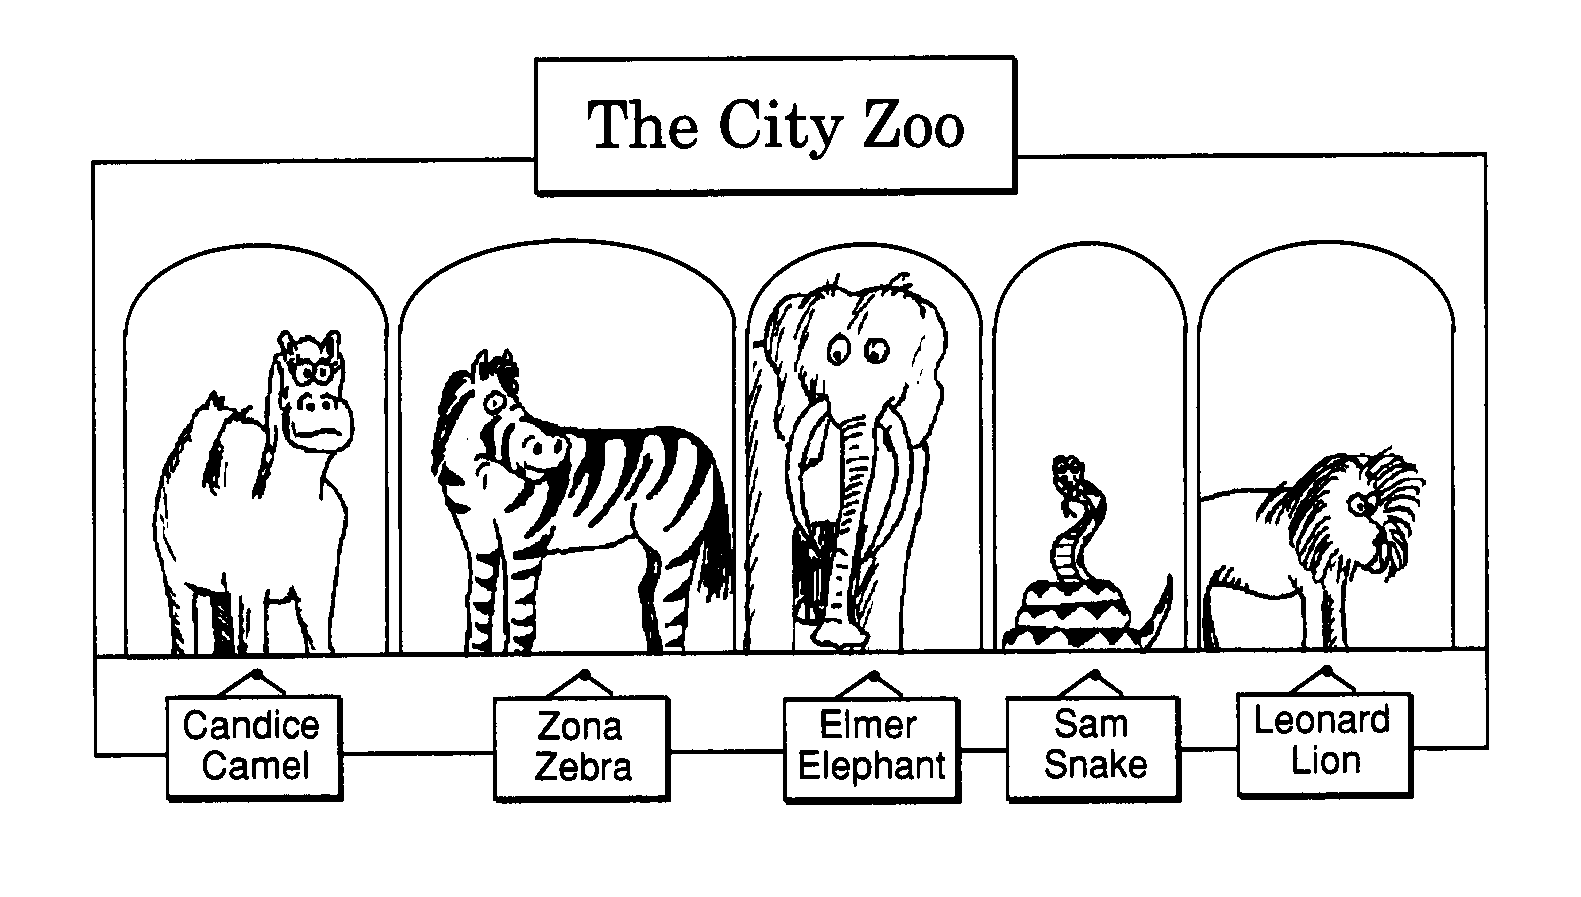 The City Zoo
Candice
Camel
Zona
Zebra
Elmer
Elephant
Sam
Snake
Leonard
Lion